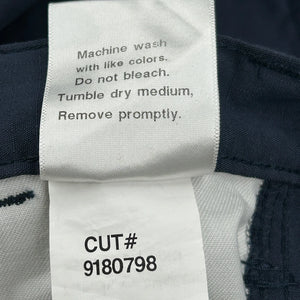 Machine wash
with like colors.
Do not bleach.
Tumble dry medium,
Remove promptly.
CUT#
9180798